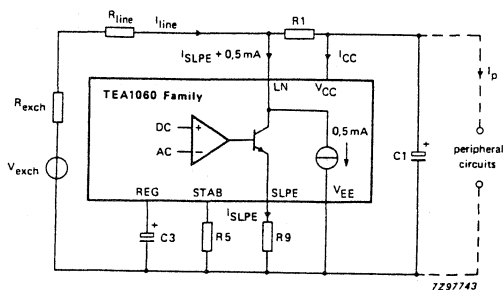 Rline
Iline
R1
ISLPE + 0,5 mA
ICC
Ip
LN
VCC
TEA1060 Family
Rexch
DC
+
AC
−
0,5 mA
C1
+
peripheral
circuits
Vexch
+
−
REG
STAB
SLPE
VEE
ISLPE
+
C3
R5
R9
7Z97743